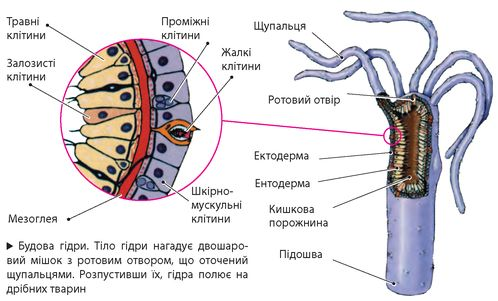 Травні
клітини
Залозисті
клітини
Проміжні
клітини
Жалкі
клітини
Шкірно-
мускульні
клітини
Мезоглея
Щупальця
Ротовий отвір
Ектодерма
Ентодерма
Кишкова
порожнина
Підошва
▶ Будова гідри. Тіло гідри нагадує двошаро-
вий мішок з ротовим отвором, що оточений
щупальцями. Розпустивши їх, гідра полює на
дрібних тварин